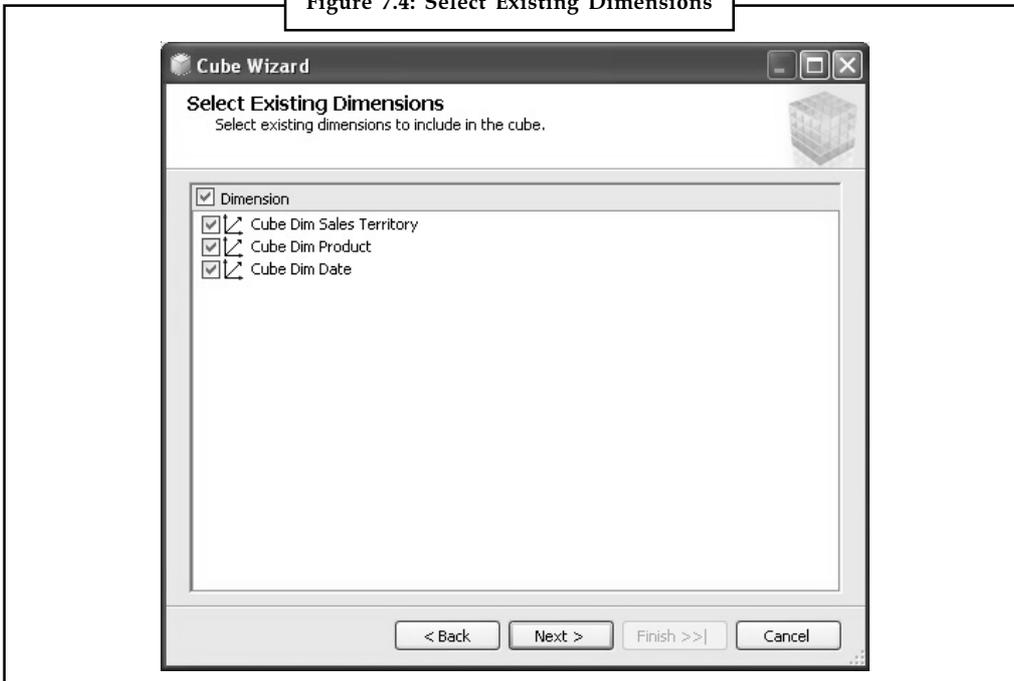 Figure 7.4: Select Existing Dimensions
Cube Wizard
Select Existing Dimensions
Select existing dimensions to include in the cube.
Dimension
Cube Dim Sales Territory
Cube Dim Product
Cube Dim Date
< Back Next > Finish >>| Cancel